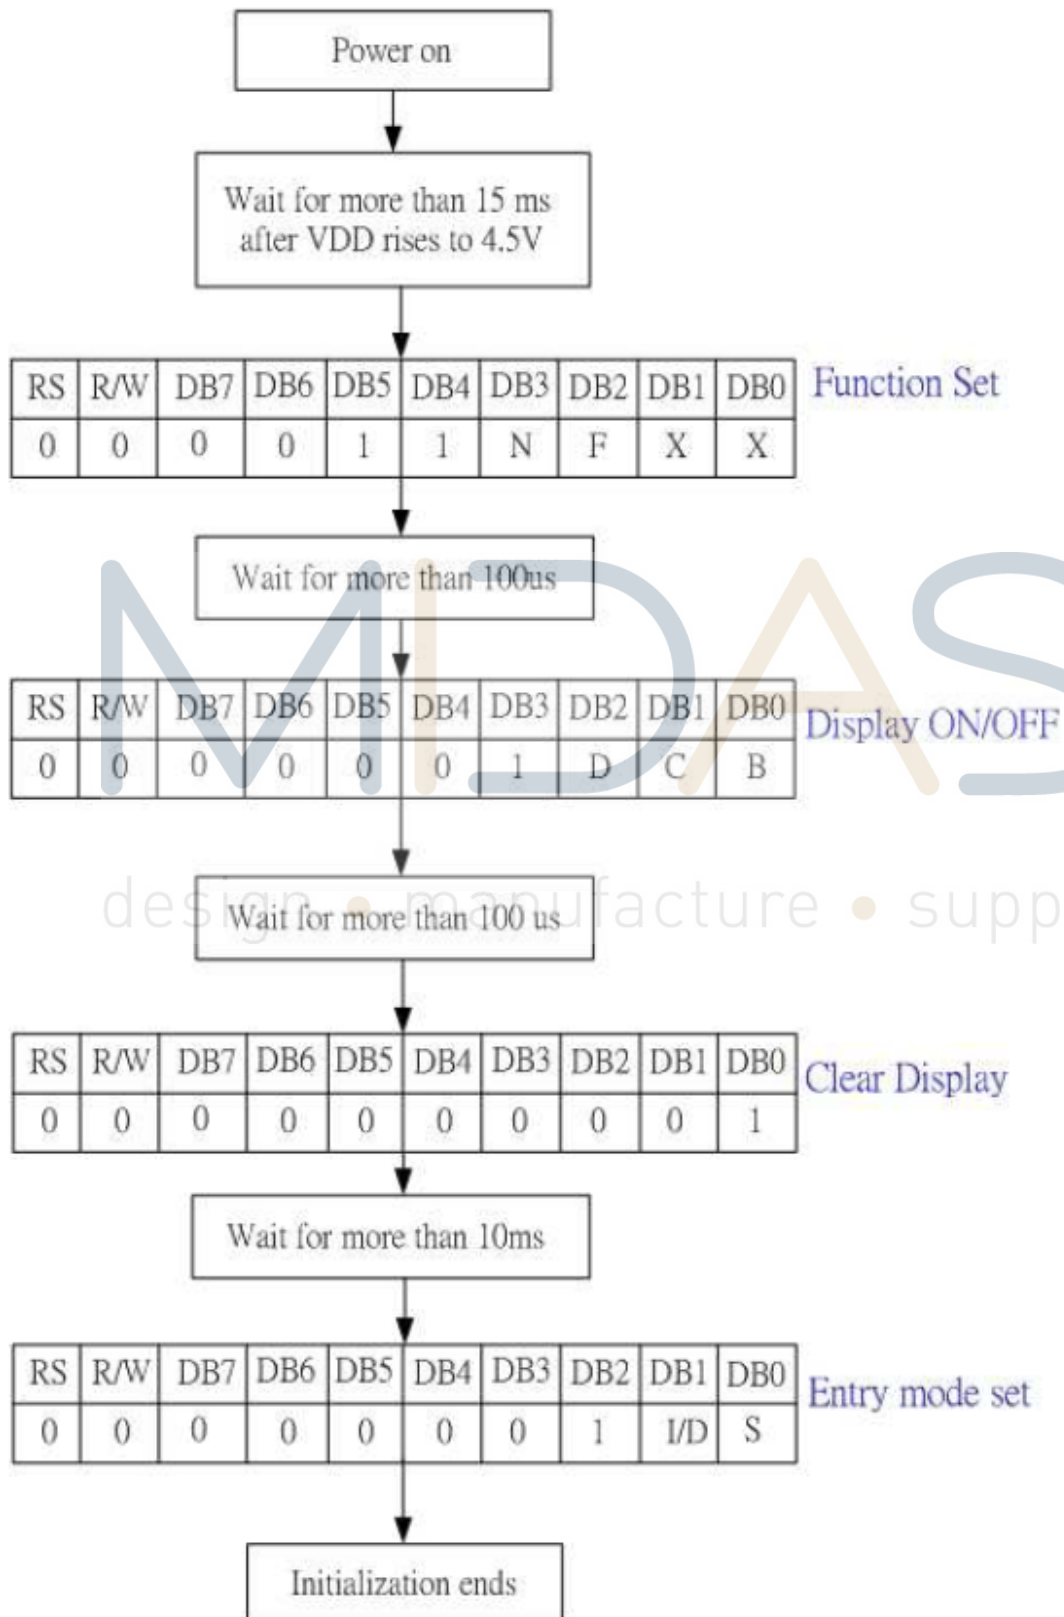 Power on
Wait for more than 15 ms
after VDD rises to 4.5V
RS R/W DB7 DB6 DB5 DB4 DB3 DB2 DB1 DB0 Function Set
0 0 0 0 1 1 N F X X
Wait for more than 100us
MIDAS
RS R/W DB7 DB6 DB5 DB4 DB3 DB2 DB1 DB0 Display ON/OFF
0 0 0 0 0 0 1 D C B
design • manufacture • supp
Wait for more than 100 us
RS R/W DB7 DB6 DB5 DB4 DB3 DB2 DB1 DB0 Clear Display
0 0 0 0 0 0 0 0 0 1
Wait for more than 10ms
RS R/W DB7 DB6 DB5 DB4 DB3 DB2 DB1 DB0 Entry mode set
0 0 0 0 0 0 0 1 I/D S
Initialization ends